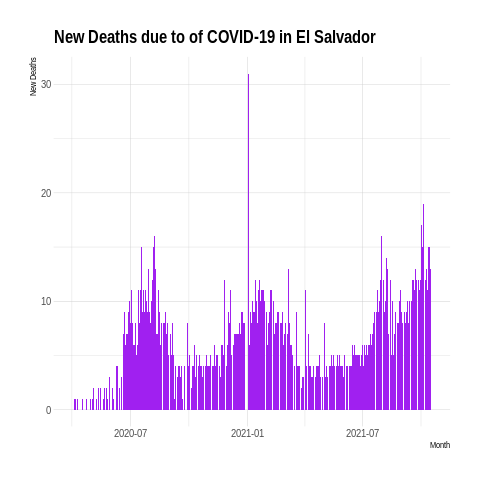 New Deaths due to of COVID-19 in El Salvador
New Deaths
30
20
10
0
2020-07
2021-01
2021-07
Month